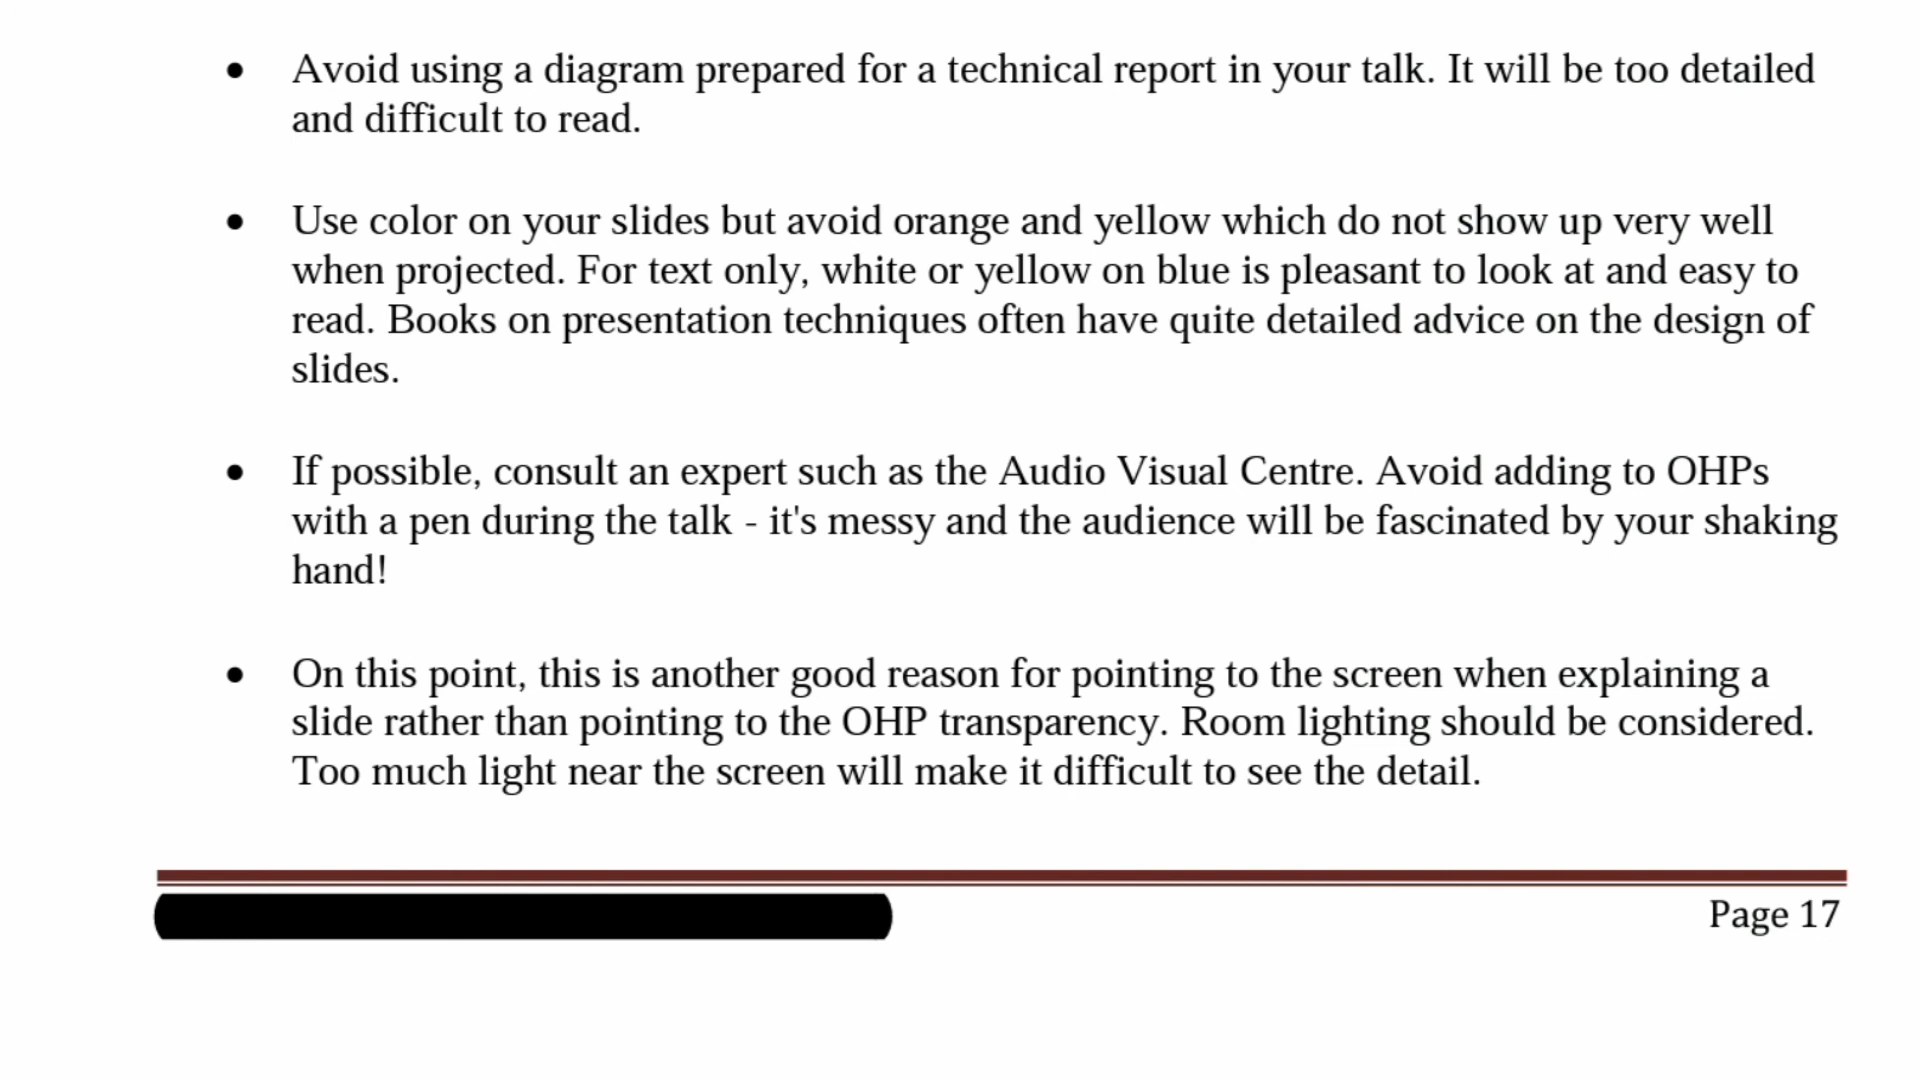 • Avoid using a diagram prepared for a technical report in your talk. It will be too detailed
and difficult to read.
• Use color on your slides but avoid orange and yellow which do not show up very well
when projected. For text only, white or yellow on blue is pleasant to look at and easy to
read. Books on presentation techniques often have quite detailed advice on the design of
slides.
• If possible, consult an expert such as the Audio Visual Centre. Avoid adding to OHPs
with a pen during the talk - it's messy and the audience will be fascinated by your shaking
hand!
• On this point, this is another good reason for pointing to the screen when explaining a
slide rather than pointing to the OHP transparency. Room lighting should be considered.
Too much light near the screen will make it difficult to see the detail.
Page 17